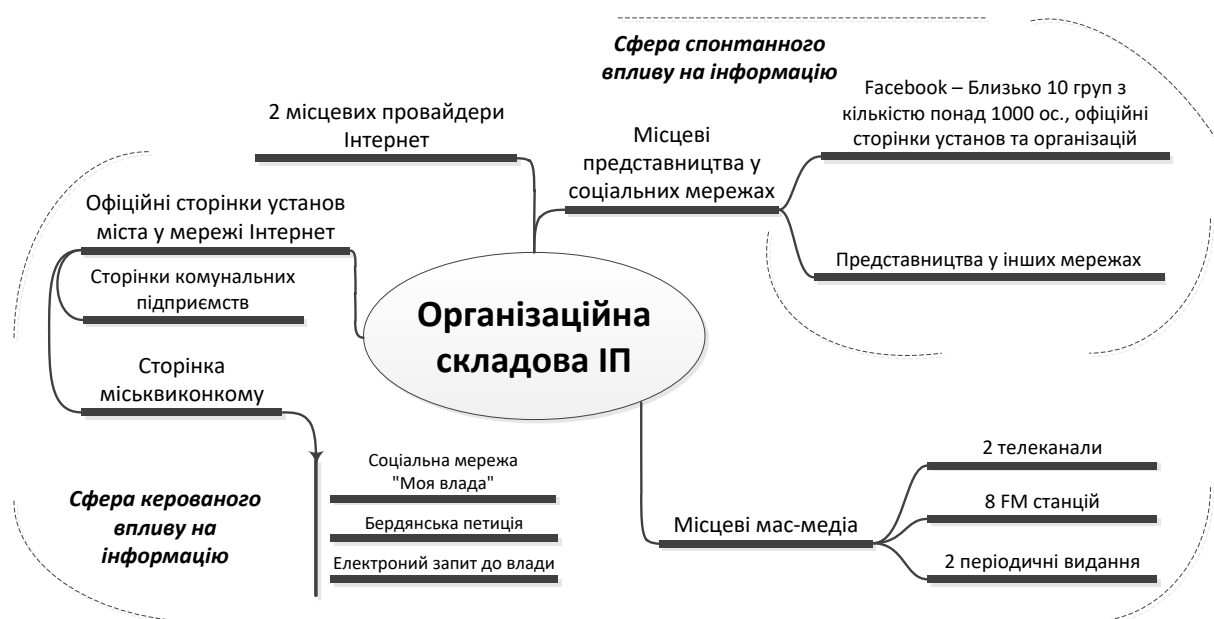 Сфера спонтанного
впливу на інформацію
Facebook – Близько 10 груп з
кількістю понад 1000 ос., офіційні
сторінки установ та організацій
2 місцевих провайдери
Інтернет
Місцеві
представництва у
соціальних мережах
Офіційні сторінки установ
міста у мережі Інтернет
Представництва у інших мережах
Сторінки комунальних
підприємств
Організаційна
складова ІП
Сторінка
міськвиконкому
2 телеканали
Соціальна мережа
"Моя влада"
Сфера керованого
впливу на
інформацію
8 FM станцій
Бердянська петиція
Місцеві мас-медіа
Електроний запит до влади
2 періодичні видання